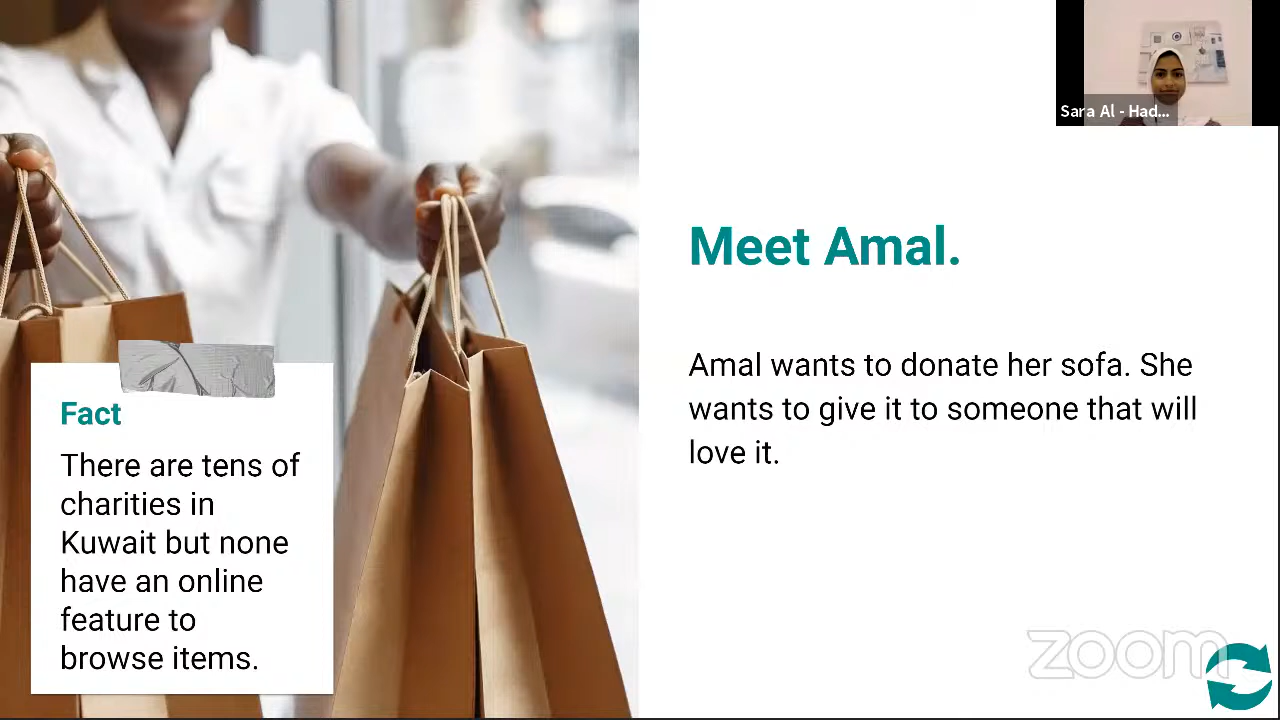 Sara Al - Had...
Meet Amal.
Amal wants to donate her sofa. She
wants to give it to someone that will
love it.
Fact
There are tens of
charities in
Kuwait but none
have an online
feature to
browse items.
zoom